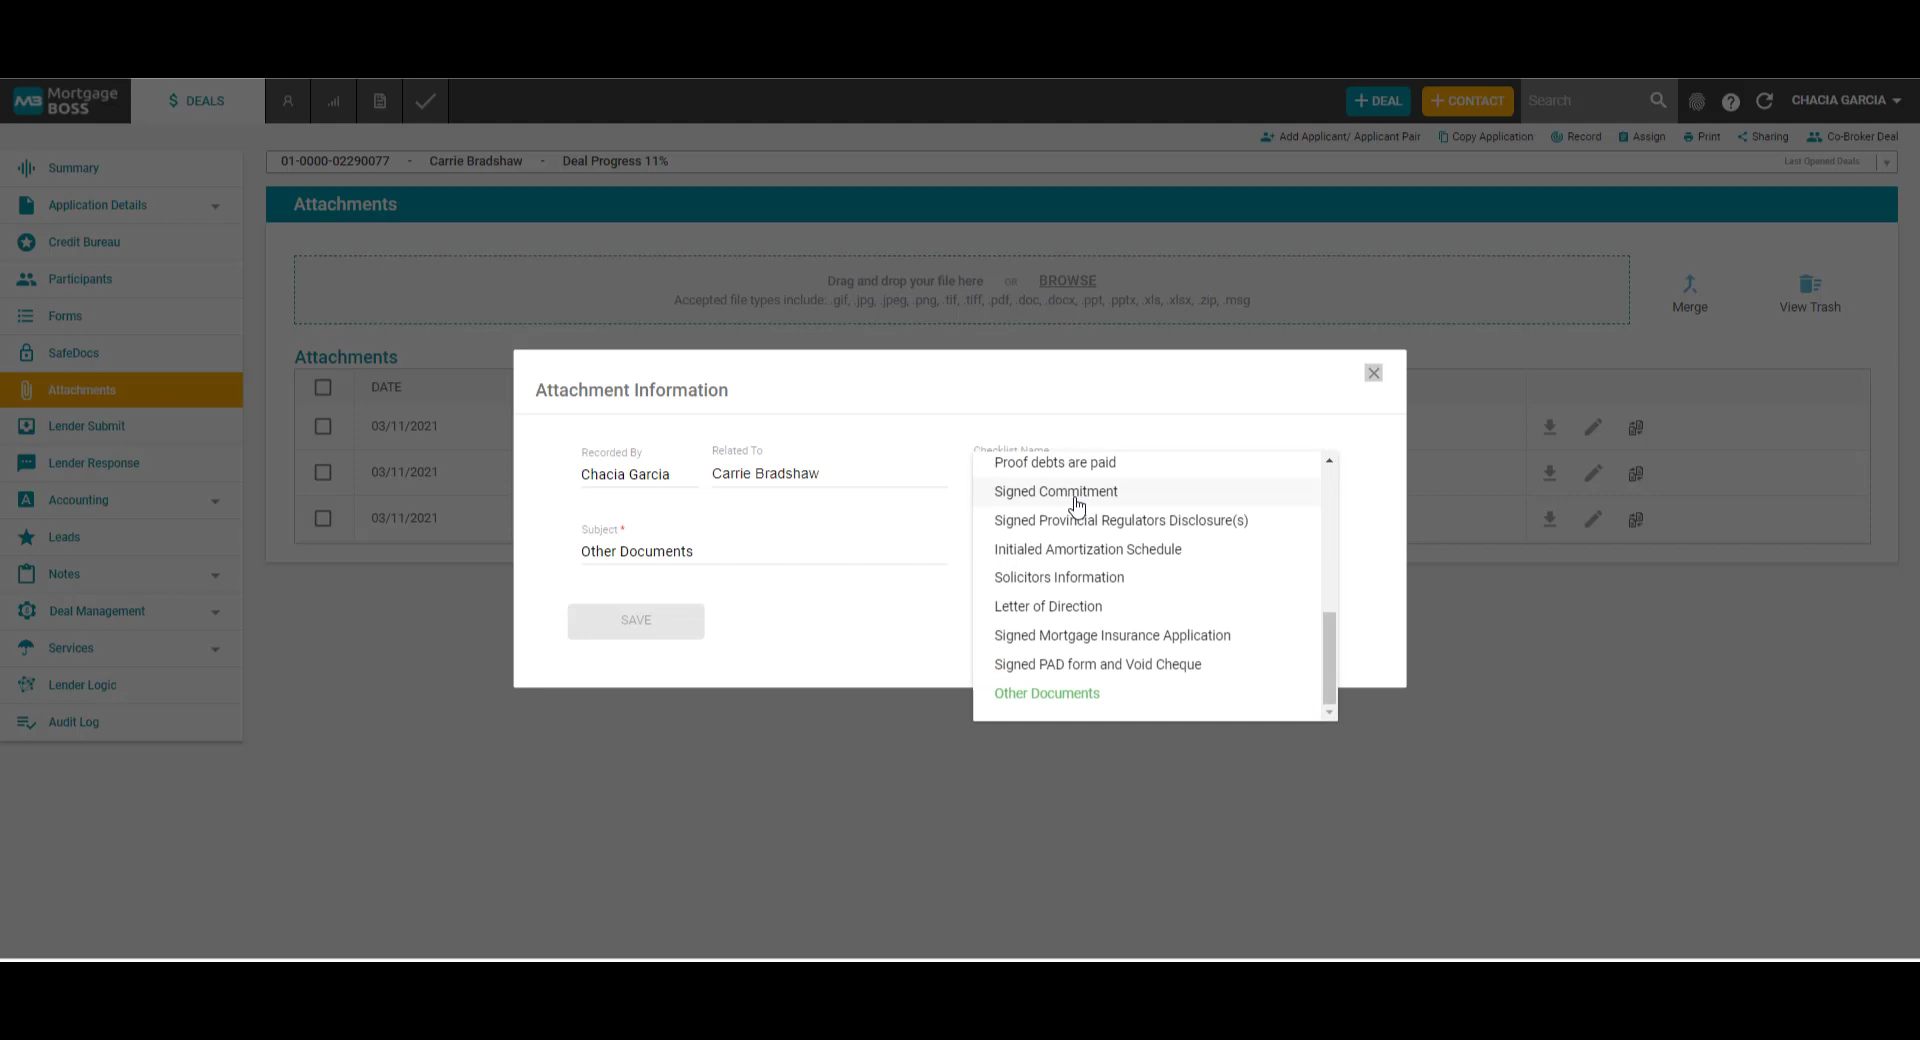 Mortgage
BOSS
$ DEALS
+ DEAL
+ CONTACT
Search
CHACIA GARCIA
Add Applicant/ Applicant Pair
Copy Application
Record
Assign
Print
Sharing
Co-Broker Deal
01-0000-02290077 - Carrie Bradshaw - Deal Progress 11%
Last Opened Deals
Summary
Application Details
Credit Bureau
Participants
Forms
SafeDocs
Attachments
Lender Submit
Lender Response
Accounting
Leads
Notes
Deal Management
Services
Lender Logic
Audit Log
Attachments
Drag and drop your file here OR BROWSE
Accepted file types include: .gif, .jpg, .jpeg, .png, .tif, .tiff, .pdf, .doc, .docx, .ppt, .pptx, .xls, .xlsx, .zip, .msg
Merge
View Trash
Attachments
DATE
03/11/2021
03/11/2021
03/11/2021
Attachment Information
Recorded By
Chacia Garcia
Related To
Carrie Bradshaw
Checklist Name
Subject *
Other Documents
SAVE
Proof debts are paid
Signed Commitment
Signed Provincial Regulators Disclosure(s)
Initialed Amortization Schedule
Solicitors Information
Letter of Direction
Signed Mortgage Insurance Application
Signed PAD form and Void Cheque
Other Documents